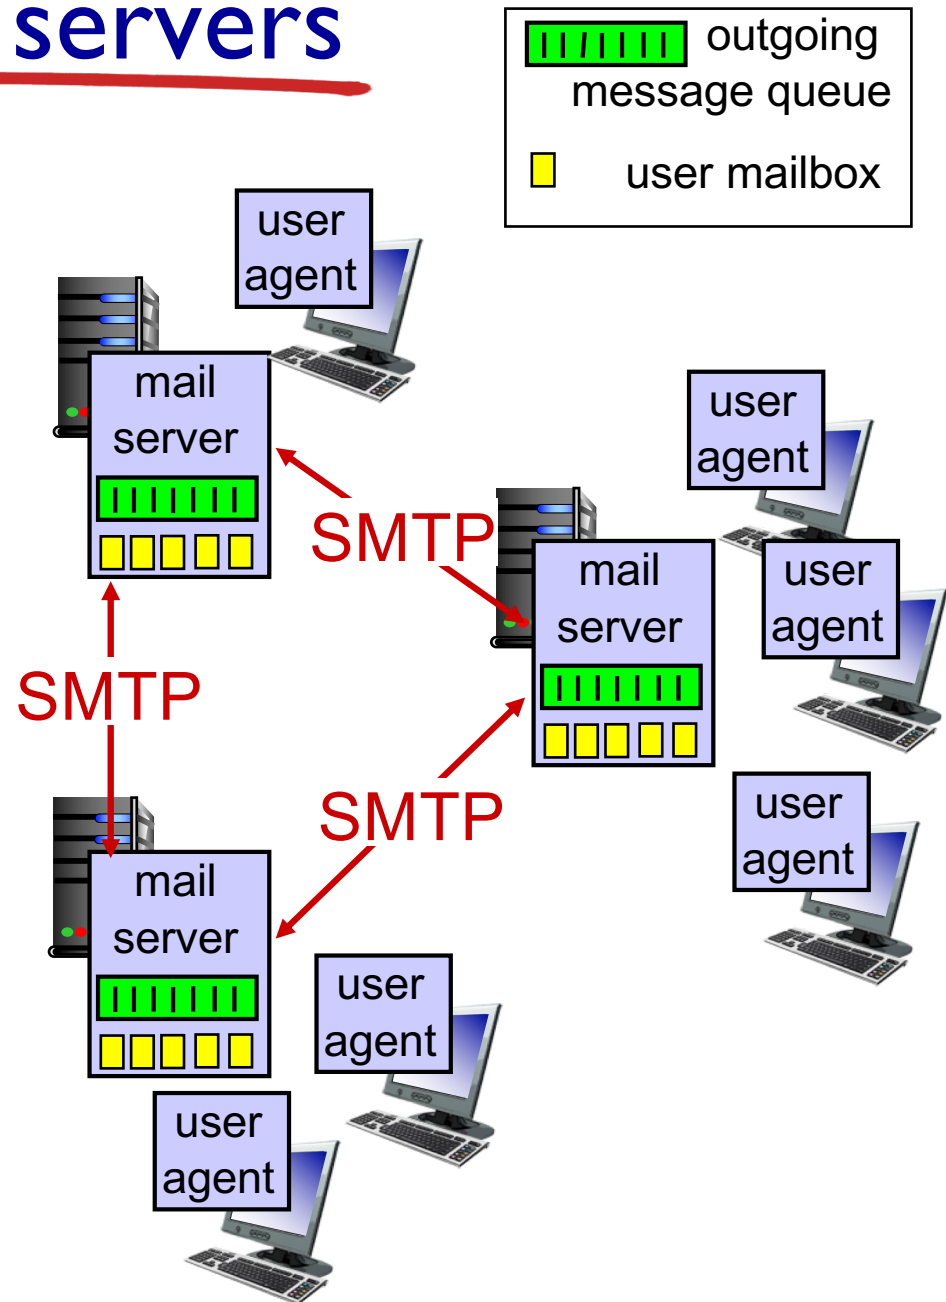 servers
outgoing
message queue
user mailbox
user
agent
mail
server
user
agent
SMTP
mail
server
user
agent
SMTP
SMTP
user
agent
mail
server
user
agent
user
agent